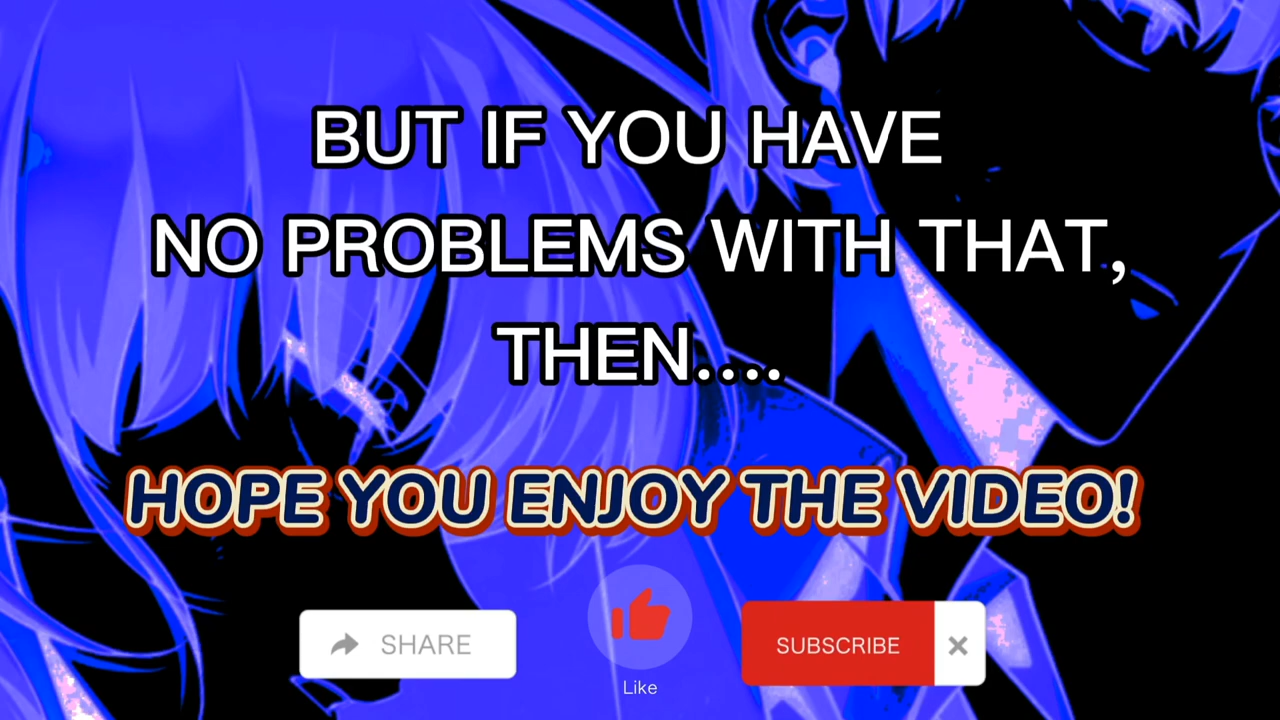 BUT IF YOU HAVE
NO PROBLEMS WITH THAT,
THEN....
HOPE YOU ENJOY THE VIDEO!
SHARE
Like
SUBSCRIBE